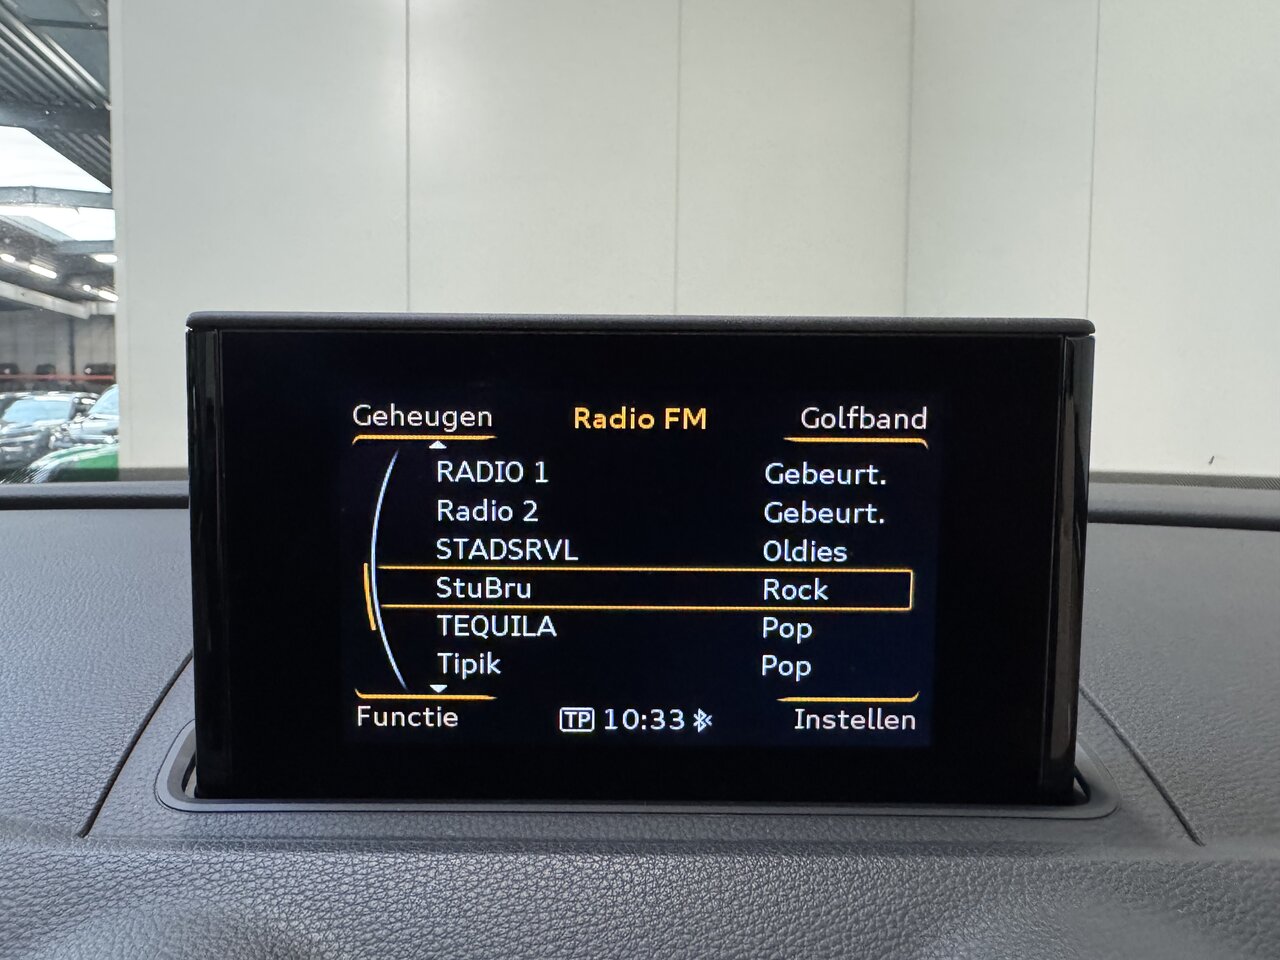 Geheugen Radio FM Golfband
RADIO 1 Gebeurt.
Radio 2 Gebeurt.
STADSRVL Oldies
StuBru Rock
TEQUILA Pop
Tipik Pop
Functie TP 10:33 Instellen